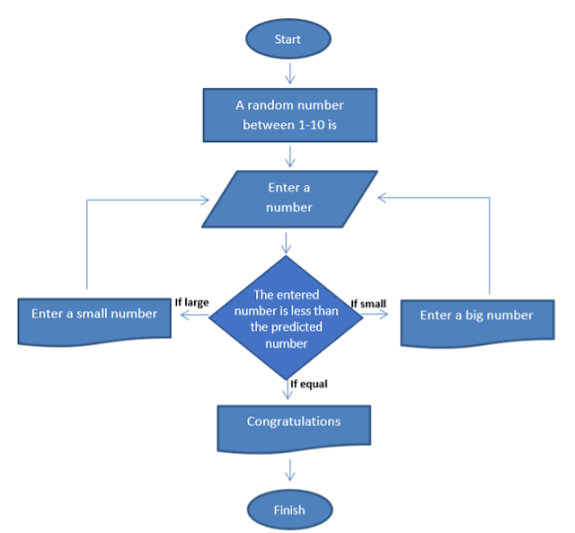 Start
A random number
between 1-10 is
Enter a
number
The entered
number is less than
the predicted
number
If large
Enter a small number
If small
Enter a big number
If equal
Congratulations
Finish